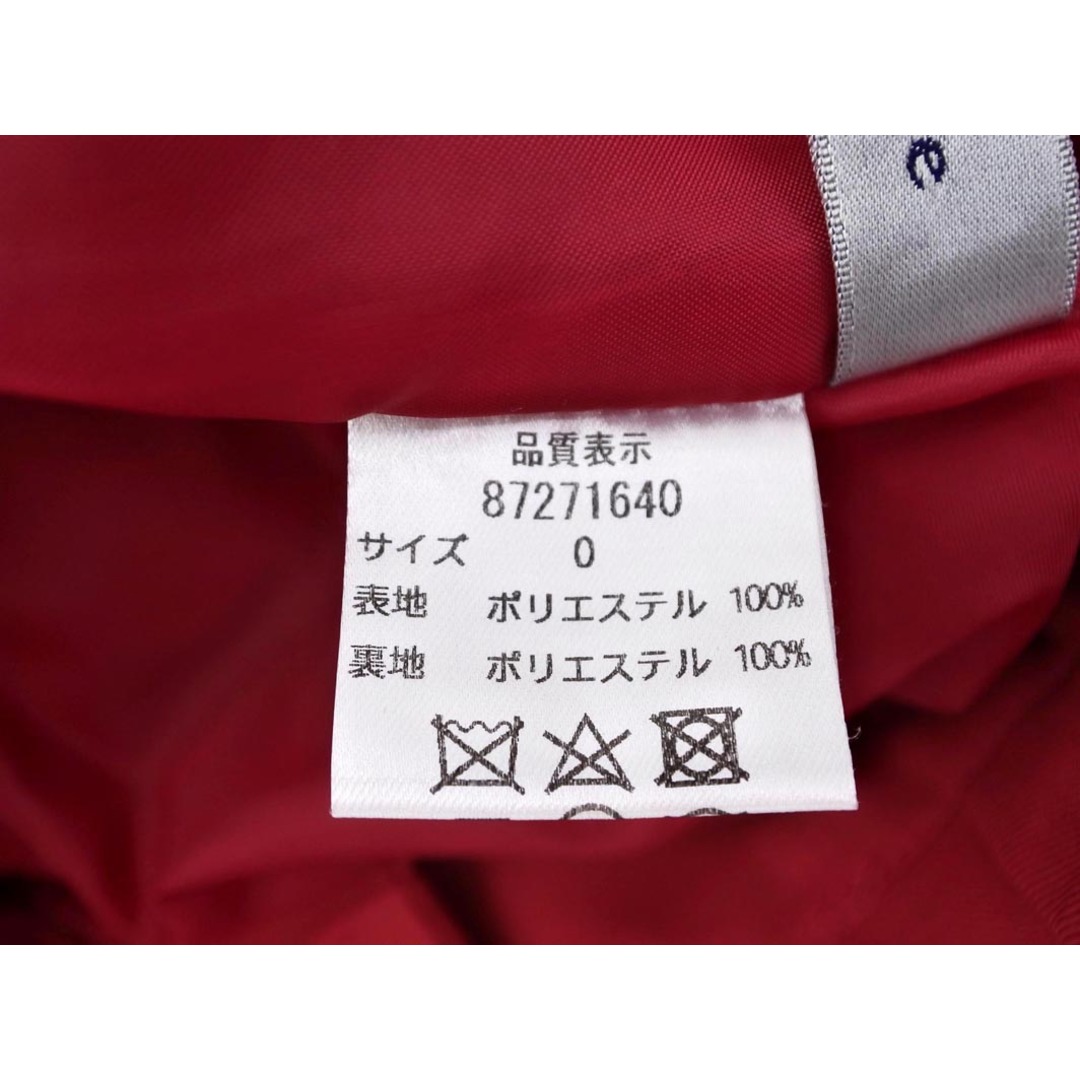 e
品質表示
87271640
サイズ 0
表地 ポリエステル 100%
裏地 ポリエステル 100%